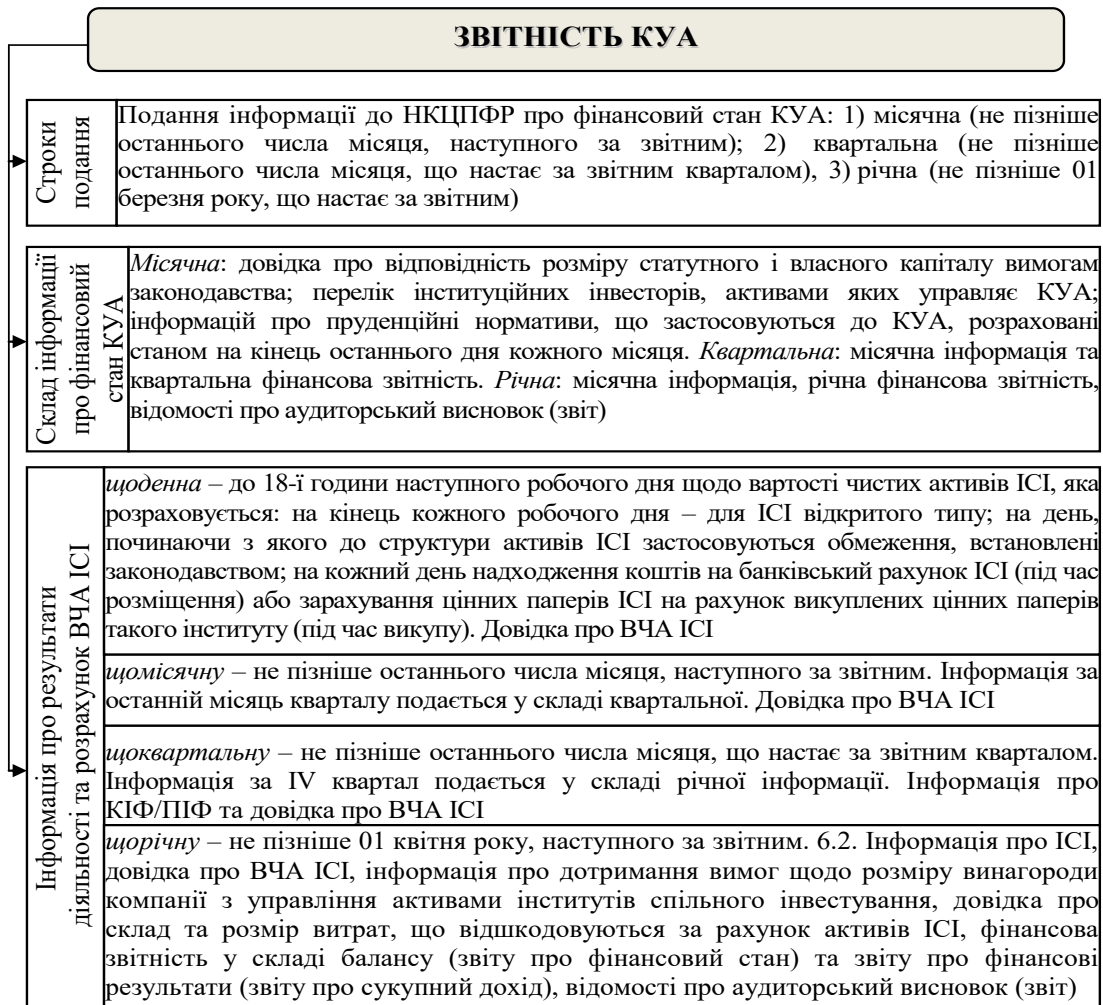 ЗВІТНІСТЬ КУА
Строки
подання
Подання інформації до НКЦПФР про фінансовий стан КУА: 1) місячна (не пізніше
останнього числа місяця, наступного за звітним); 2) квартальна (не пізніше
останнього числа місяця, що настає за звітним кварталом), 3) річна (не пізніше 01
березня року, що настає за звітним)
Склад інформації
про фінансовий
стан КУА
Місячна: довідка про відповідність розміру статутного і власного капіталу вимогам
законодавства; перелік інституційних інвесторів, активами яких управляє КУА;
інформацій про пруденційні нормативи, що застосовуються до КУА, розраховані
станом на кінець останнього дня кожного місяця. Квартальна: місячна інформація та
квартальна фінансова звітність. Річна: місячна інформація, річна фінансова звітність,
відомості про аудиторський висновок (звіт)
Інформація про результати
діяльності та розрахунок ВЧА ІСІ
щоденна – до 18-ї години наступного робочого дня щодо вартості чистих активів ІСІ, яка
розраховується: на кінець кожного робочого дня – для ІСІ відкритого типу; на день,
починаючи з якого до структури активів ІСІ застосовуються обмеження, встановлені
законодавством; на кожний день надходження коштів на банківський рахунок ІСІ (під час
розміщення) або зарахування цінних паперів ІСІ на рахунок викуплених цінних паперів
такого інституту (під час викупу). Довідка про ВЧА ІСІ
щомісячну – не пізніше останнього числа місяця, наступного за звітним. Інформація за
останній місяць кварталу подається у складі квартальної. Довідка про ВЧА ІСІ
щоквартальну – не пізніше останнього числа місяця, що настає за звітним кварталом.
Інформація за IV квартал подається у складі річної інформації. Інформація про
КІФ/ПІФ та довідка про ВЧА ІСІ
щорічну – не пізніше 01 квітня року, наступного за звітним. 6.2. Інформація про ІСІ,
довідка про ВЧА ІСІ, інформація про дотримання вимог щодо розміру винагороди
компанії з управління активами інститутів спільного інвестування, довідка про
склад та розмір витрат, що відшкодовуються за рахунок активів ІСІ, фінансова
звітність у складі балансу (звіту про фінансовий стан) та звіту про фінансові
результати (звіту про сукупний дохід), відомості про аудиторський висновок (звіт)